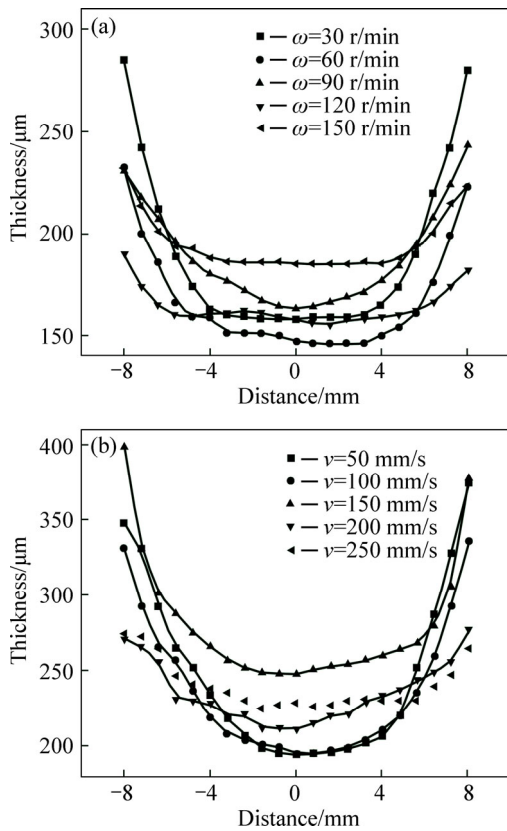 (a)
ω=30 r/min
ω=60 r/min
ω=90 r/min
ω=120 r/min
ω=150 r/min
300
250
200
150
Thickness/μm
−8 −4 0 4 8
Distance/mm
(b)
v=50 mm/s
v=100 mm/s
v=150 mm/s
v=200 mm/s
v=250 mm/s
400
350
300
250
200
Thickness/μm
−8 −4 0 4 8
Distance/mm